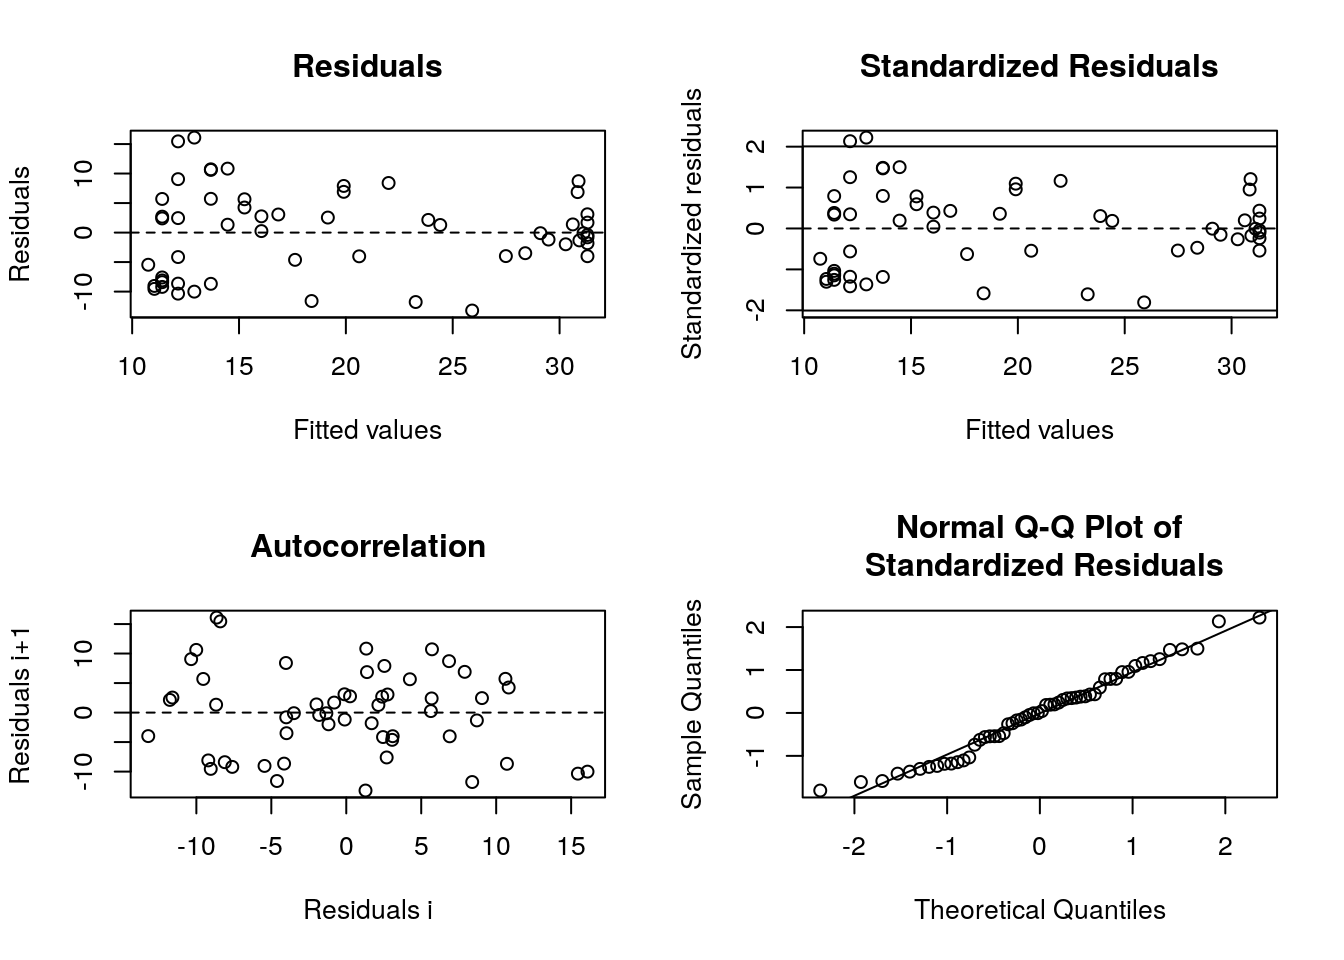 Residuals
Residuals
-10 0 10
10 15 20 25 30
Fitted values
Standardized Residuals
Standardized residuals
-2 0 1 2
10 15 20 25 30
Fitted values
Autocorrelation
Residuals i+1
-10 0 10
-10 -5 0 5 10 15
Residuals i
Normal Q-Q Plot of
Standardized Residuals
Sample Quantiles
-1 0 1 2
-2 -1 0 1 2
Theoretical Quantiles